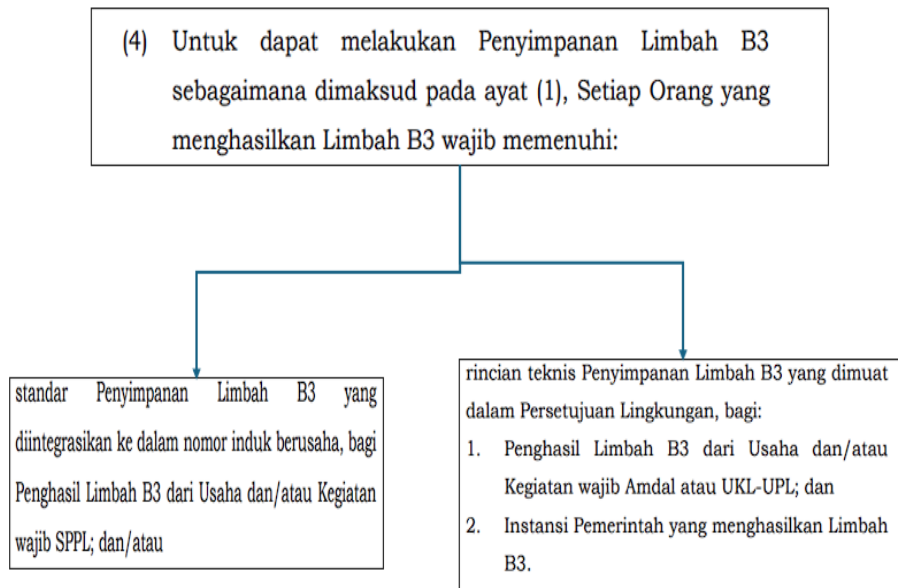 (4) Untuk dapat melakukan Penyimpanan Limbah B3
sebagaimana dimaksud pada ayat (1), Setiap Orang yang
menghasilkan Limbah B3 wajib memenuhi:
standar Penyimpanan Limbah B3 yang
diintegrasikan ke dalam nomor induk berusaha, bagi
Penghasil Limbah B3 dari Usaha dan/atau Kegiatan
wajib SPPL; dan/atau
rincian teknis Penyimpanan Limbah B3 yang dimuat
dalam Persetujuan Lingkungan, bagi:
1. Penghasil Limbah B3 dari Usaha dan/atau
Kegiatan wajib Amdal atau UKL-UPL; dan
2. Instansi Pemerintah yang menghasilkan Limbah
B3.